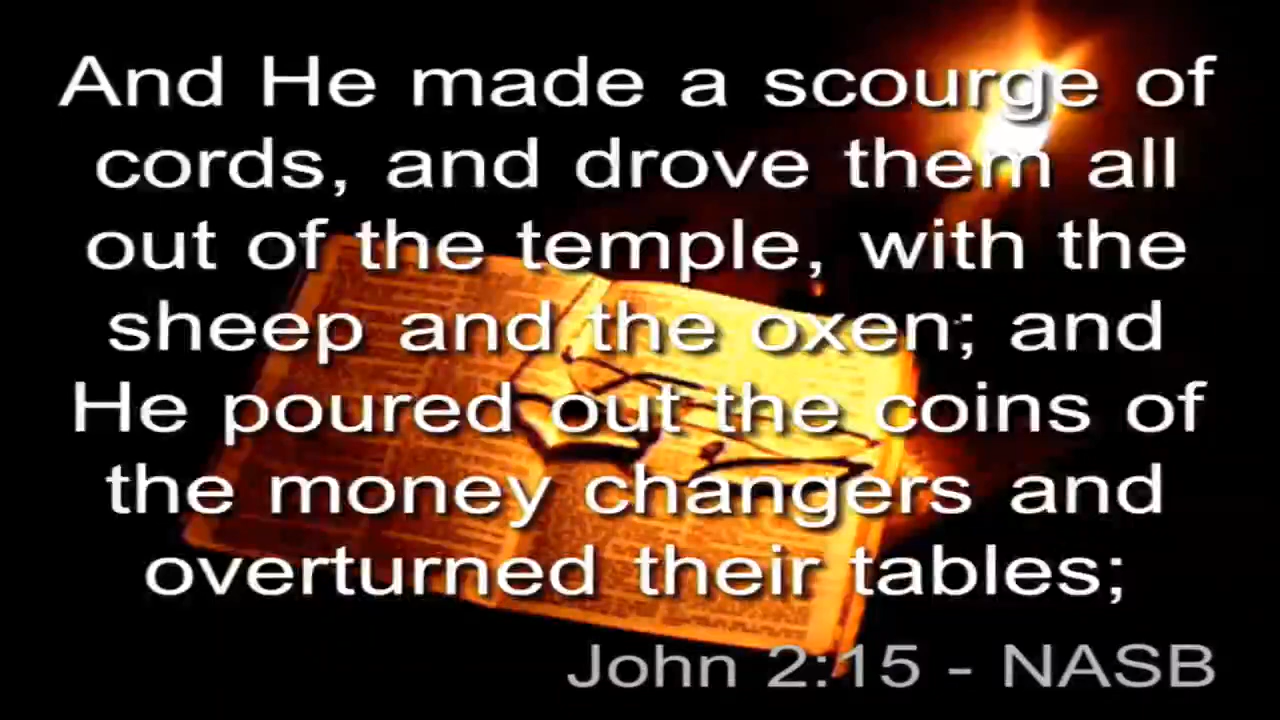 And He made a scourge of
cords, and drove them all
out of the temple, with the
sheep and the oxen; and
He poured out the coins of
the money changers and
overturned their tables;
John 2:15 - NASB